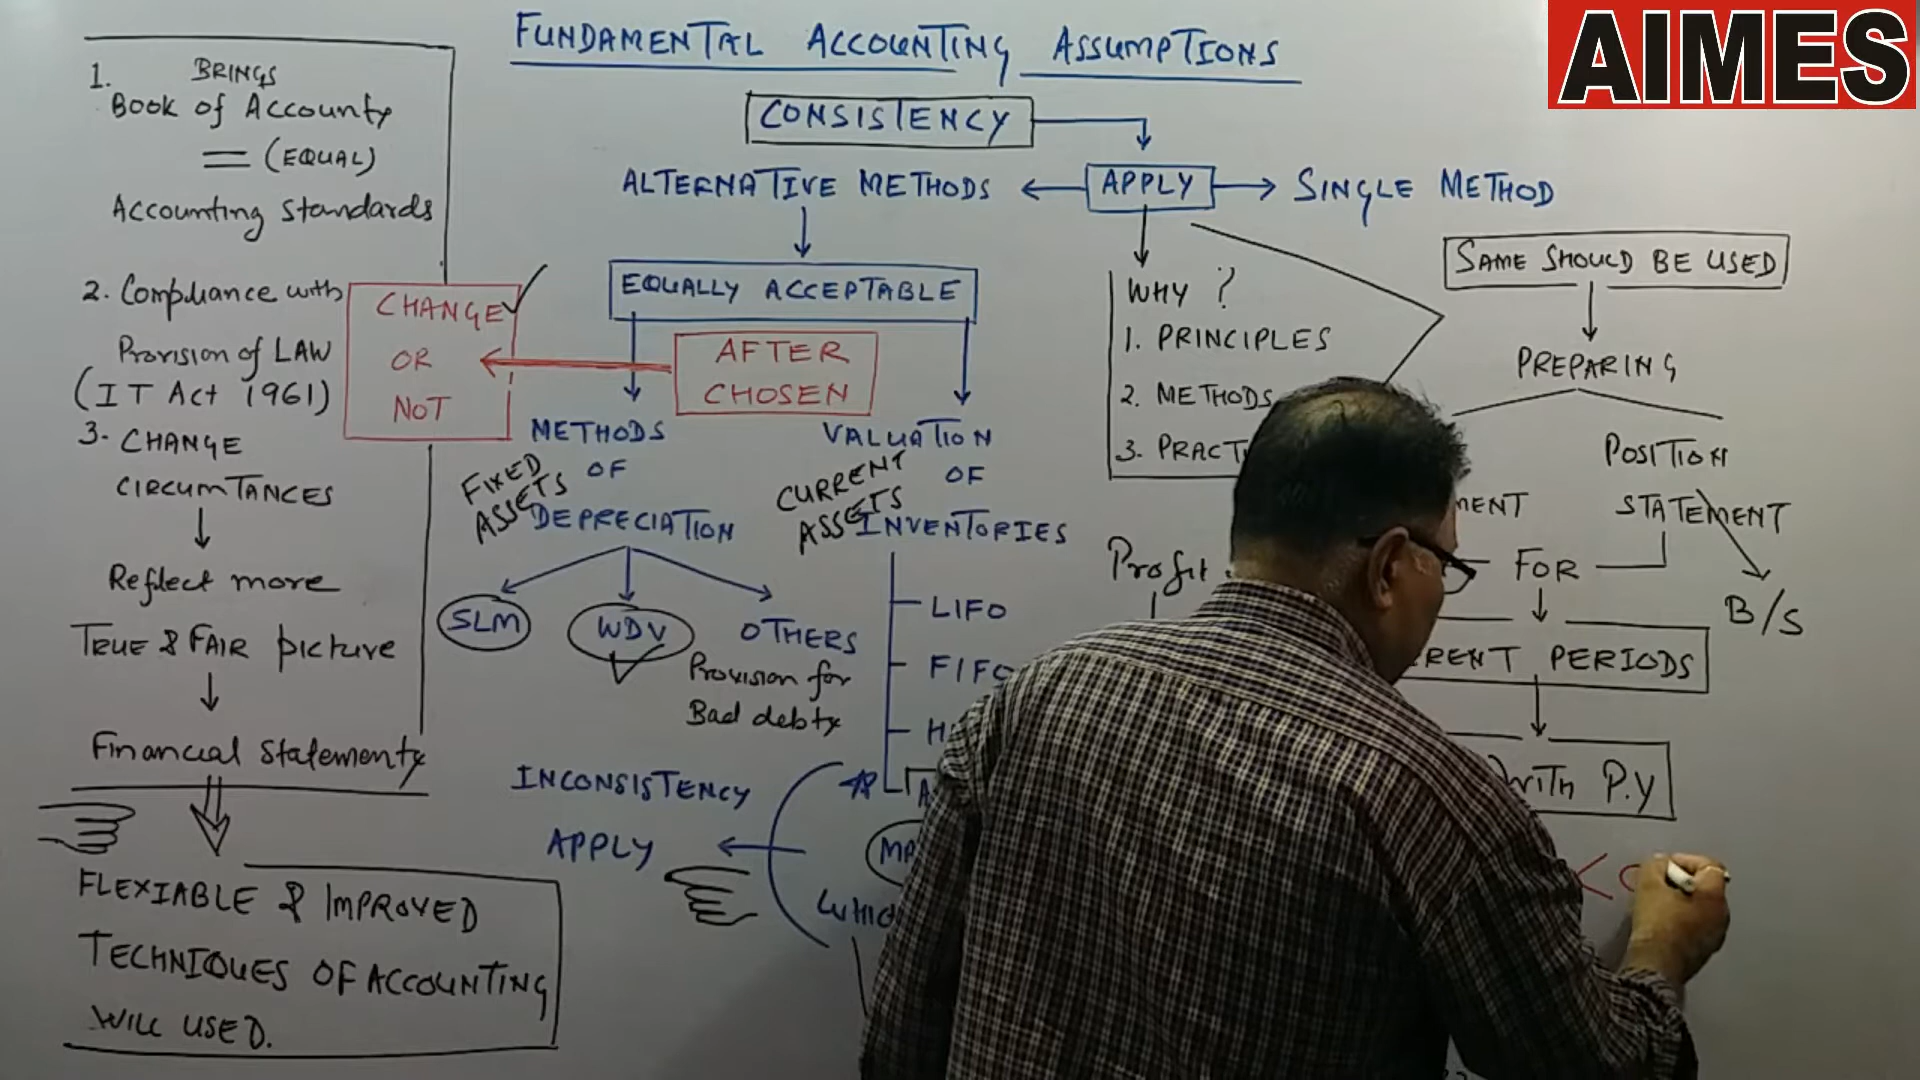 AIMES
FUNDAMENTAL ACCOUNTING ASSUMPTIONS
CONSISTENCY
ALTERNATIVE METHODS
APPLY
SINGLE METHOD
1. BRINGS
Book of Accounts
= (EQUAL)
Accounting Standards
2. Compliance with
Provision of LAW
(IT Act 1961)
3. CHANGE
CIRCUMTANCES
Reflect more
TRUE & FAIR picture
Financial Statements
FLEXIABLE & IMPROVED
TECHNIQUES OF ACCOUNTING
WILL USED.
CHANGE
OR
NOT
EQUALLY ACCEPTABLE
AFTER
CHOSEN
METHODS
OF
DEPRECIATION
FIXED
ASSETS
SLM
WDV
OTHERS
Provision for
Bad debts
VALUATION
OF
INVENTORIES
CURRENT
ASSETS
LIFO
INCONSISTENCY
APPLY
WHY ?
1. PRINCIPLES
2. METHODS
3.
SAME SHOULD BE USED
PREPARING
POSITION
STATEMENT
B/S
Profit
FOR
PERIODS
With P.Y
<